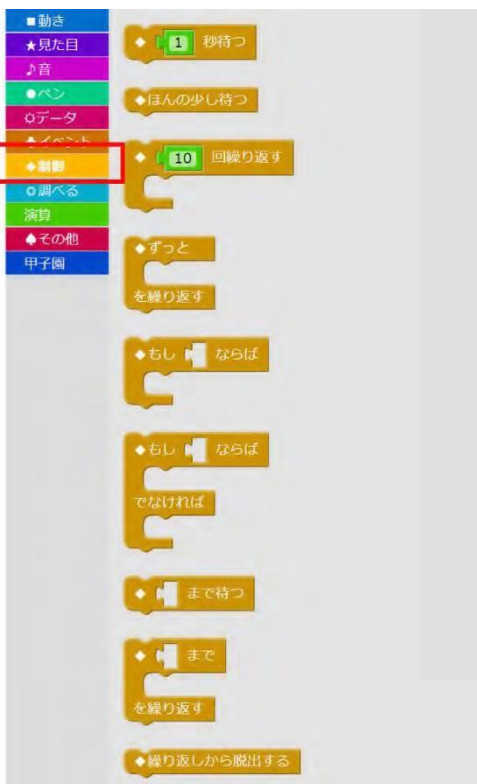 ■動き
★見た目
♪音
●ペン
✿データ
♣イベント
◆制御
○調べる
演算
♠その他
甲子園
◆ 1 秒待つ
◆ほんの少し待つ
◆ 10 回繰り返す
◆ずっと
を繰り返す
◆もし ならば
◆もし ならば
でなければ
◆ まで待つ
◆ まで
を繰り返す
◆繰り返しから脱出する